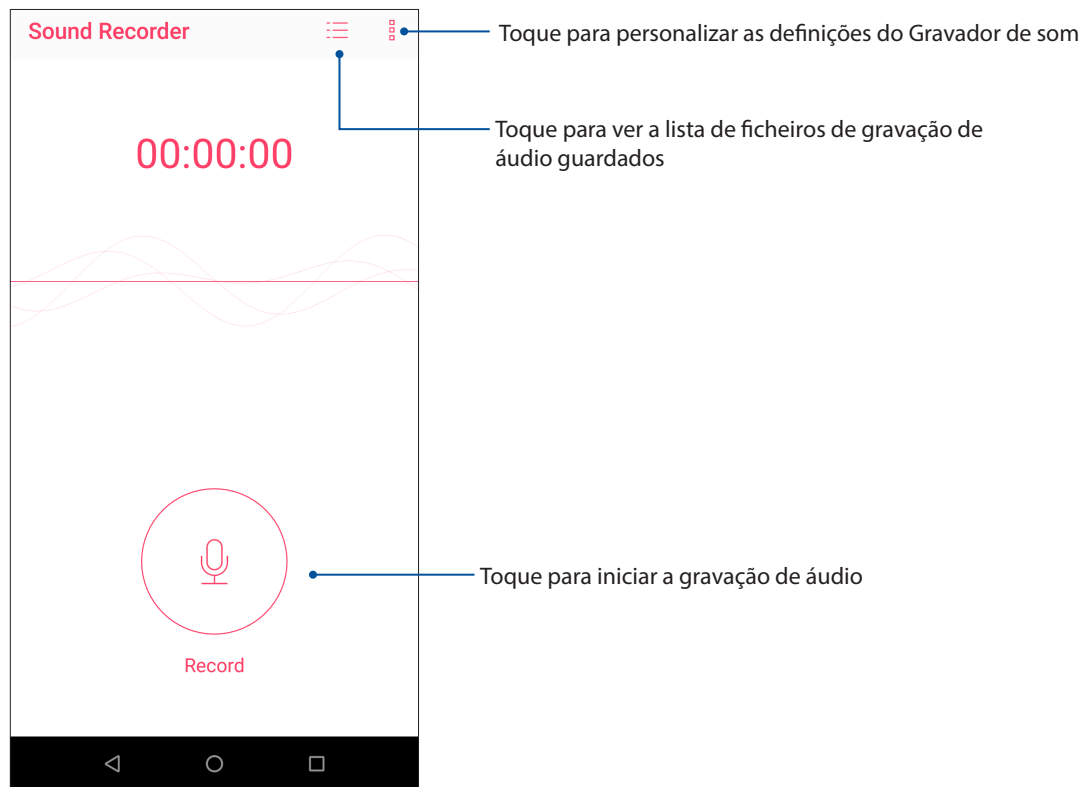 Sound Recorder
Toque para personalizar as definições do Gravador de som
Toque para ver a lista de ficheiros de gravação de
áudio guardados
00:00:00
Toque para iniciar a gravação de áudio
Record